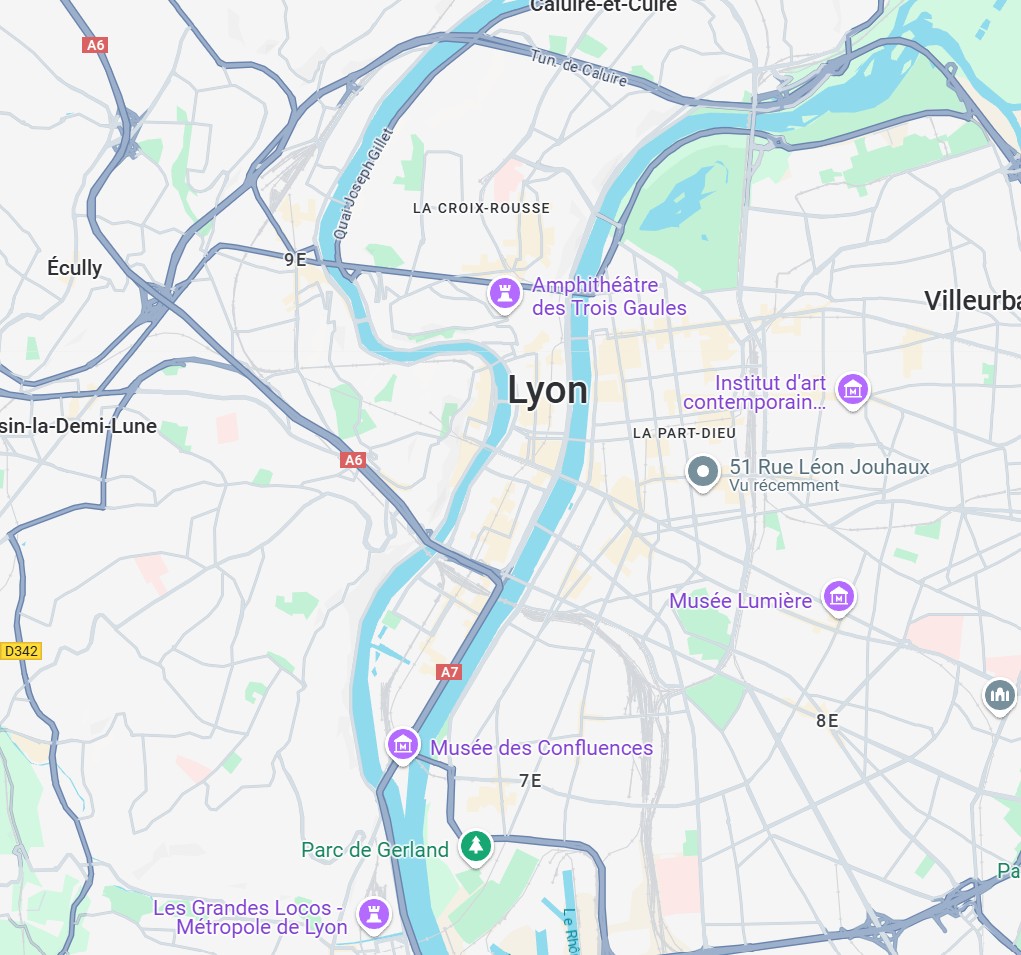 Caluire-et-Cuire
A6
Tun. de Caluire
Quai Joseph Gillet
LA CROIX-ROUSSE
9E
Écully
Amphithéâtre
des Trois Gaules
Villeurba
Lyon
Institut d'art
contemporain...
sin-la-Demi-Lune
LA PART-DIEU
A6
51 Rue Léon Jouhaux
Vu récemment
Musée Lumière
D342
A7
8E
Musée des Confluences
7E
Parc de Gerland
Pa
Les Grandes Locos -
Métropole de Lyon
Le Rhô